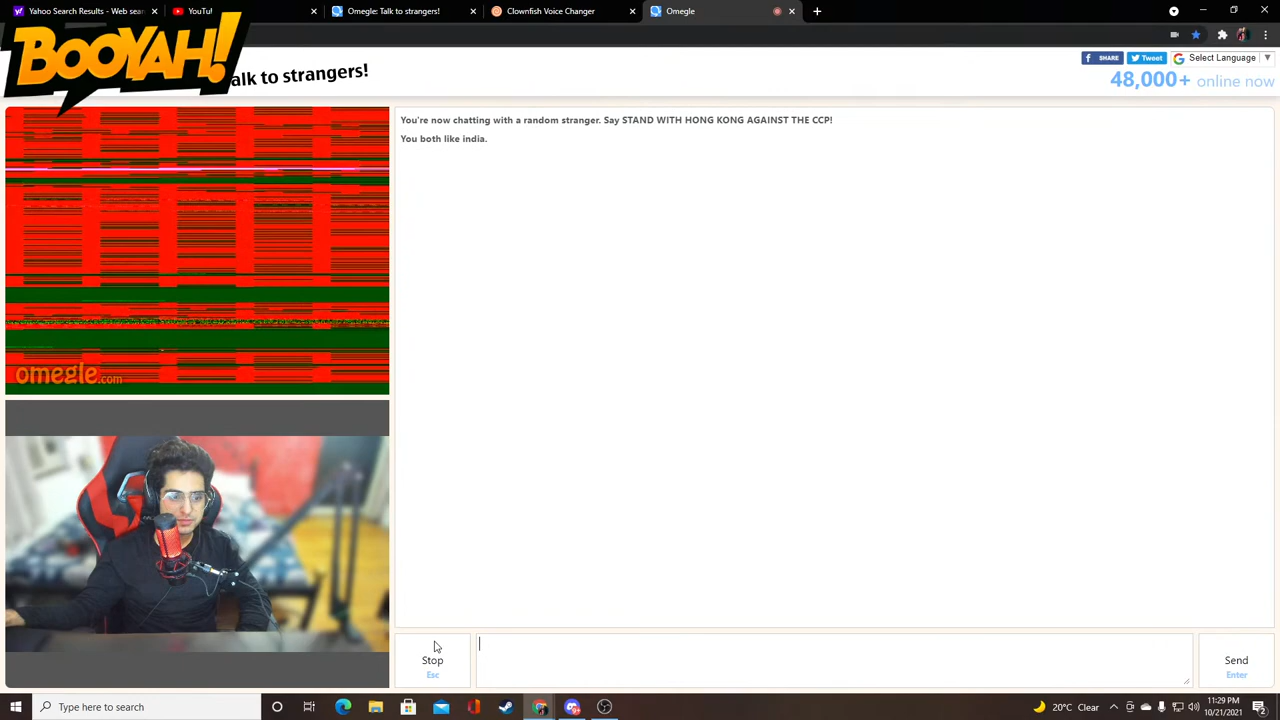 Yahoo Search Results - Web sear
YouTu
Omegle: Talk to strangers!
Clownfish Voice Changer
Omegle
BOOYAH!
alk to strangers!
SHARE
Tweet
Select Language
48,000+ online now
You're now chatting with a random stranger. Say STAND WITH HONG KONG AGAINST THE CCP!
You both like india.
omegle.com
Stop
Esc
Send
Enter
Type here to search
20°C Clear
11:29 PM
10/21/2021